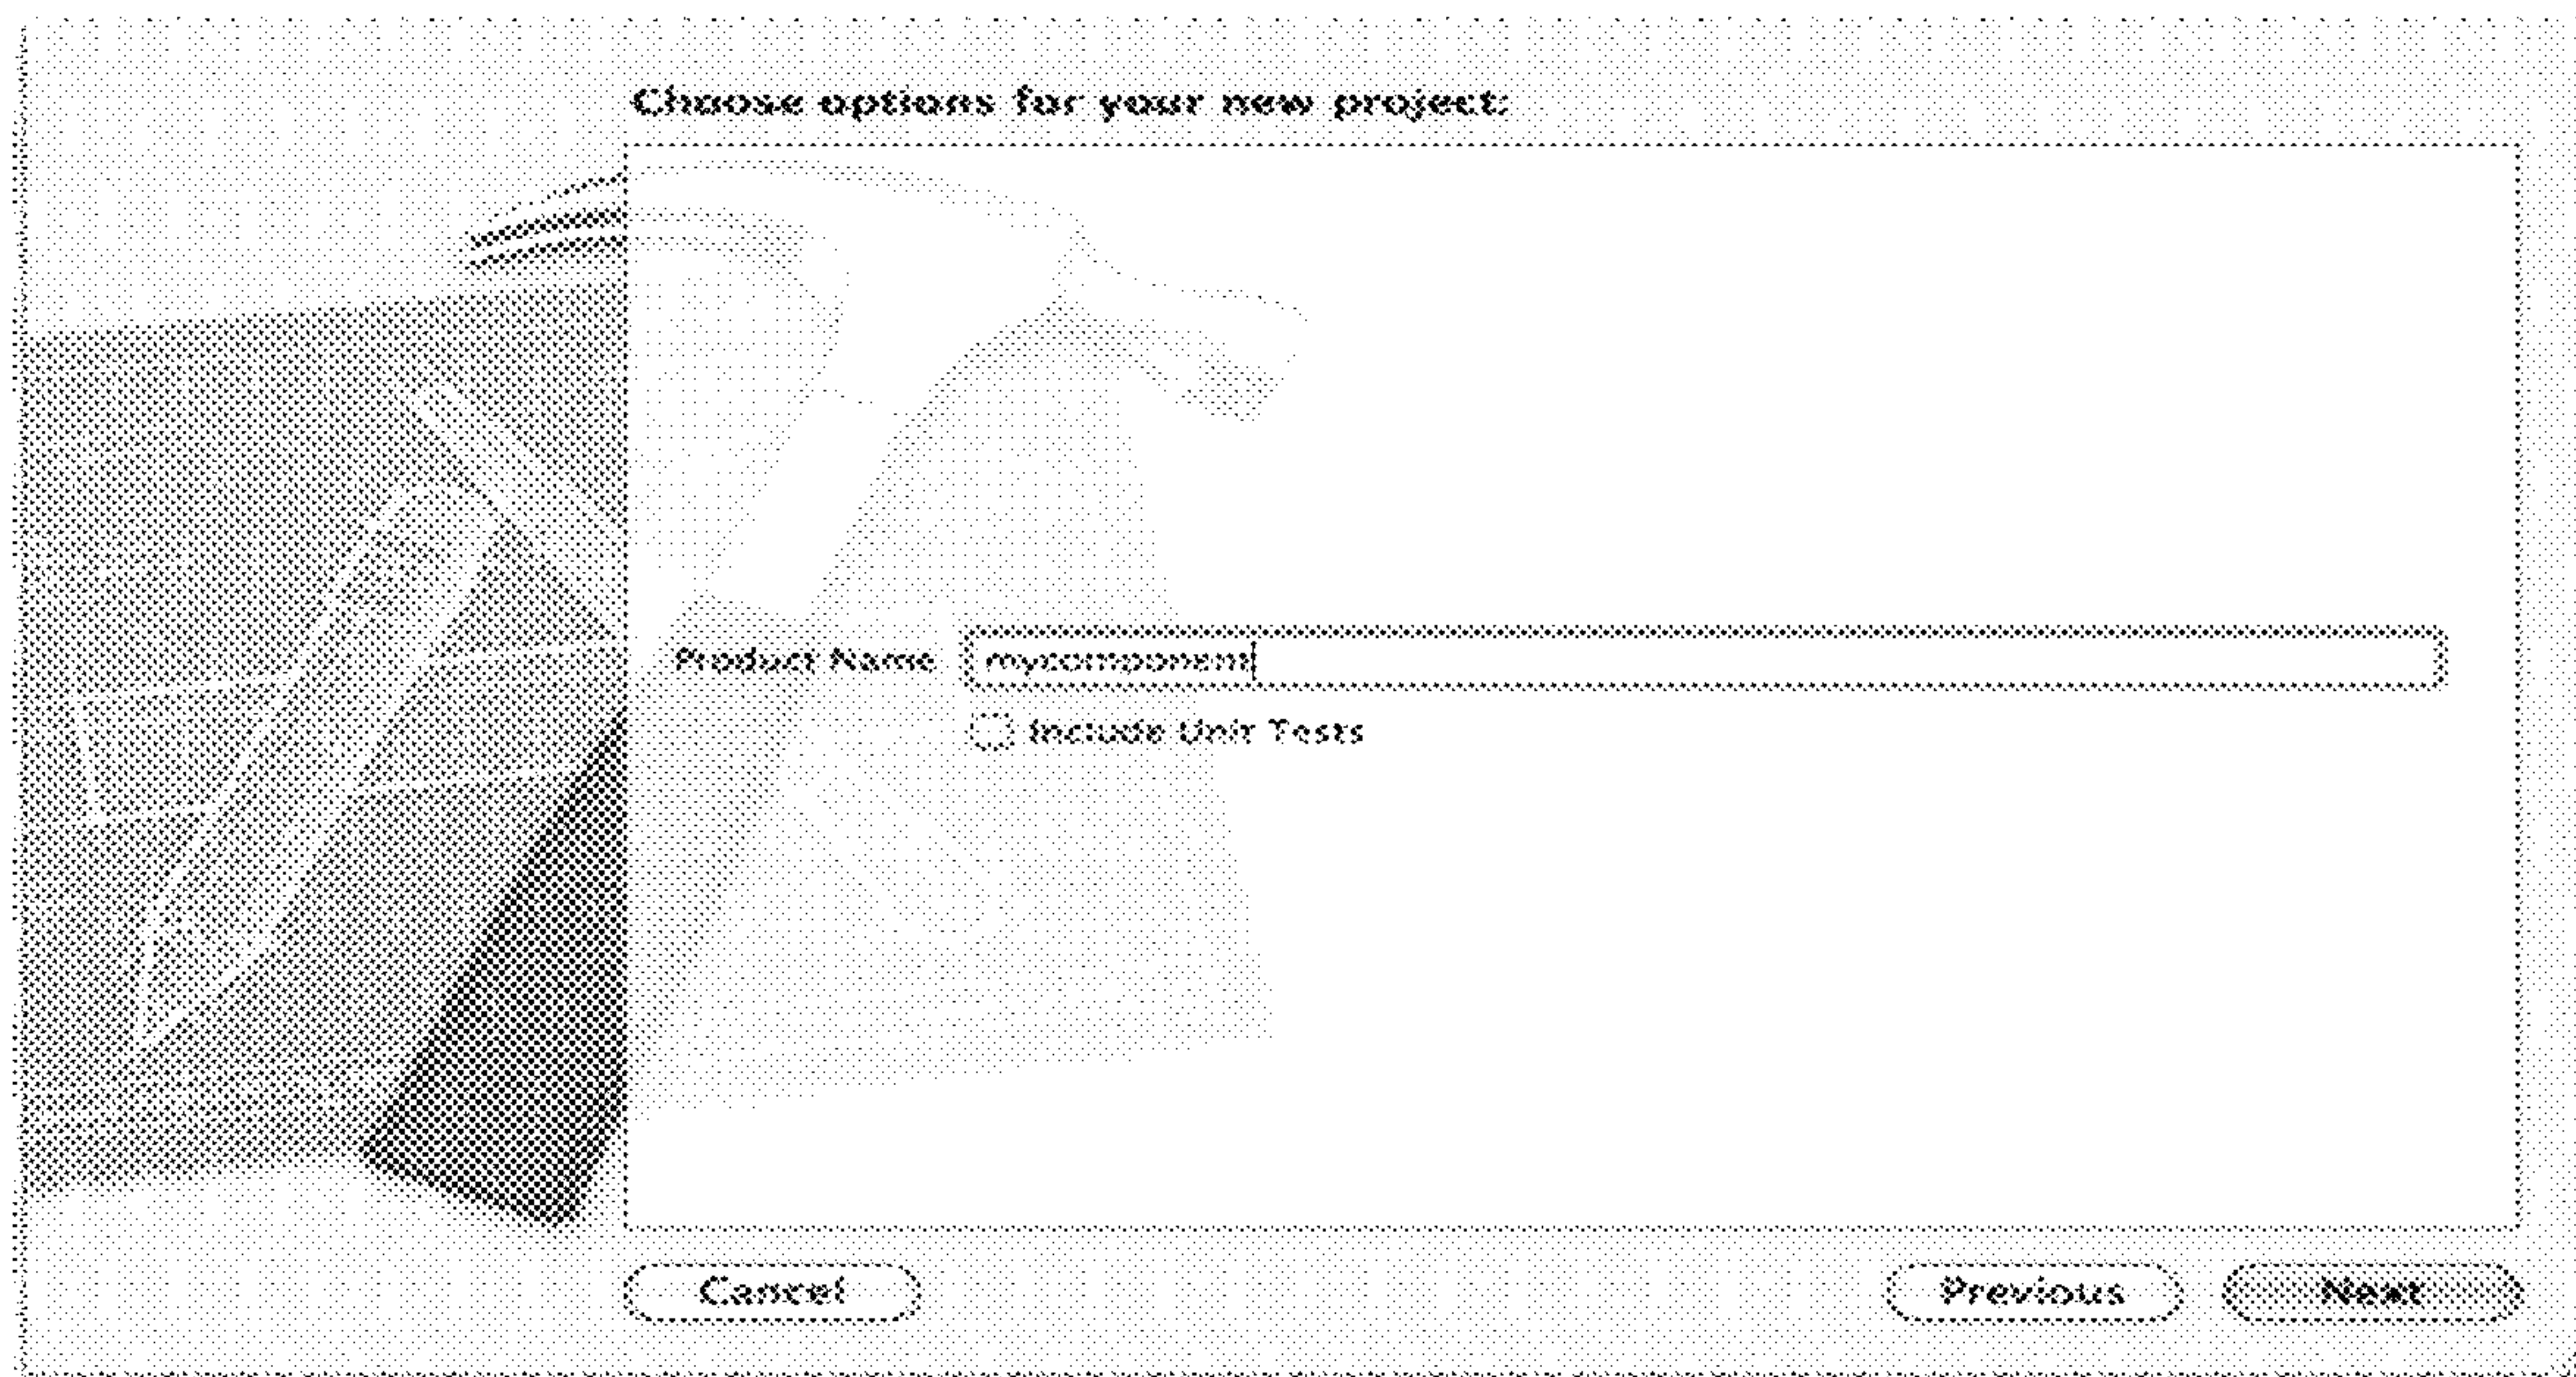 Choose options for your new project:
Product Name mycomponent
Include Unit Tests
Cancel Previous Next